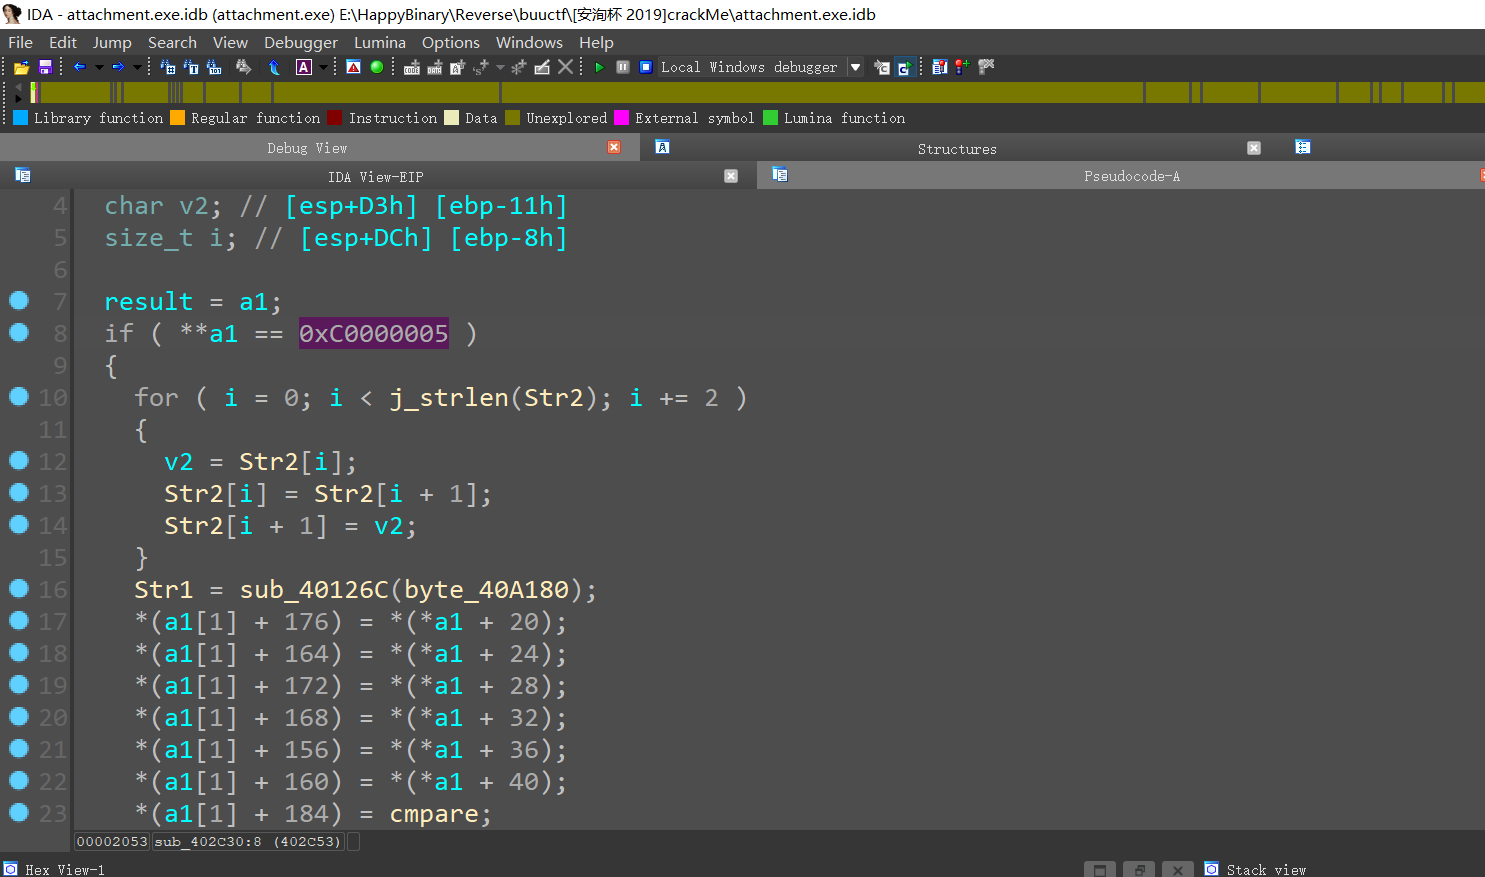 IDA - attachment.exe.idb (attachment.exe) E:\HappyBinary\Reverse\buuctf\[安洵杯 2019]crackMe\attachment.exe.idb
File Edit Jump Search View Debugger Lumina Options Windows Help
Local Windows debugger
Library function Regular function Instruction Data Unexplored External symbol Lumina function
Debug View Structures
IDA View-EIP Pseudocode-A
4 char v2; // [esp+D3h] [ebp-11h]
5 size_t i; // [esp+DCh] [ebp-8h]
6
7 result = a1;
8 if ( **a1 == 0xC0000005 )
9 {
10 for ( i = 0; i < j_strlen(Str2); i += 2 )
11 {
12 v2 = Str2[i];
13 Str2[i] = Str2[i + 1];
14 Str2[i + 1] = v2;
15 }
16 Str1 = sub_40126C(byte_40A180);
17 *(a1[1] + 176) = *(*a1 + 20);
18 *(a1[1] + 164) = *(*a1 + 24);
19 *(a1[1] + 172) = *(*a1 + 28);
20 *(a1[1] + 168) = *(*a1 + 32);
21 *(a1[1] + 156) = *(*a1 + 36);
22 *(a1[1] + 160) = *(*a1 + 40);
23 *(a1[1] + 184) = cmpare;
00002053 sub_402C30:8 (402C53)
Hex View-1 Stack view